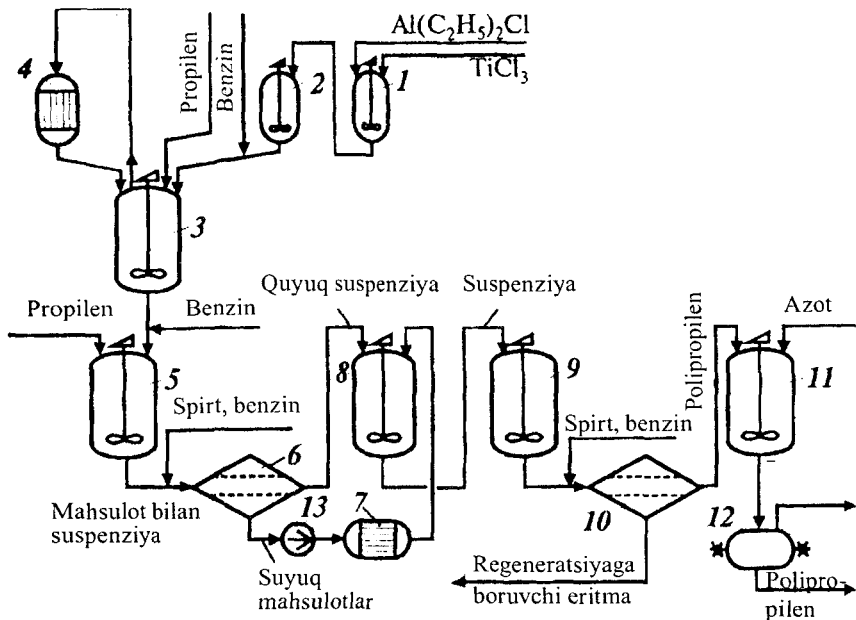 Al(C₂H₅)₂Cl
TiCl₃
4
Propilen
Benzin
2
1
3
Quyuq suspenziya
Suspenziya
Propilen
Benzin
Polipropilen
Azot
5
8
9
11
Spirt, benzin
Spirt, benzin
6
Mahsulot bilan
suspenziya
13
7
10
12
Suyuq
mahsulotlar
Regeneratsiyaga
boruvchi eritma
Polipro-
pilen